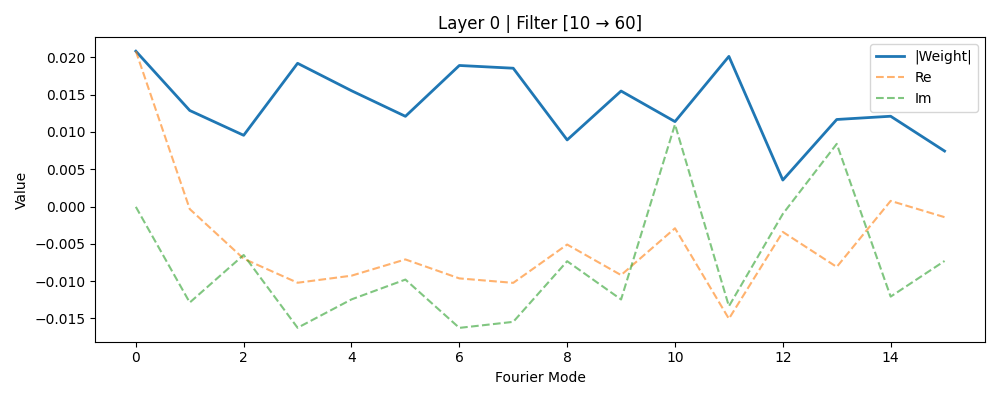 Layer 0 | Filter [10 → 60]
0.020
0.015
0.010
0.005
0.000
−0.005
−0.010
−0.015
Value
|Weight|
Re
Im
0 2 4 6 8 10 12 14
Fourier Mode